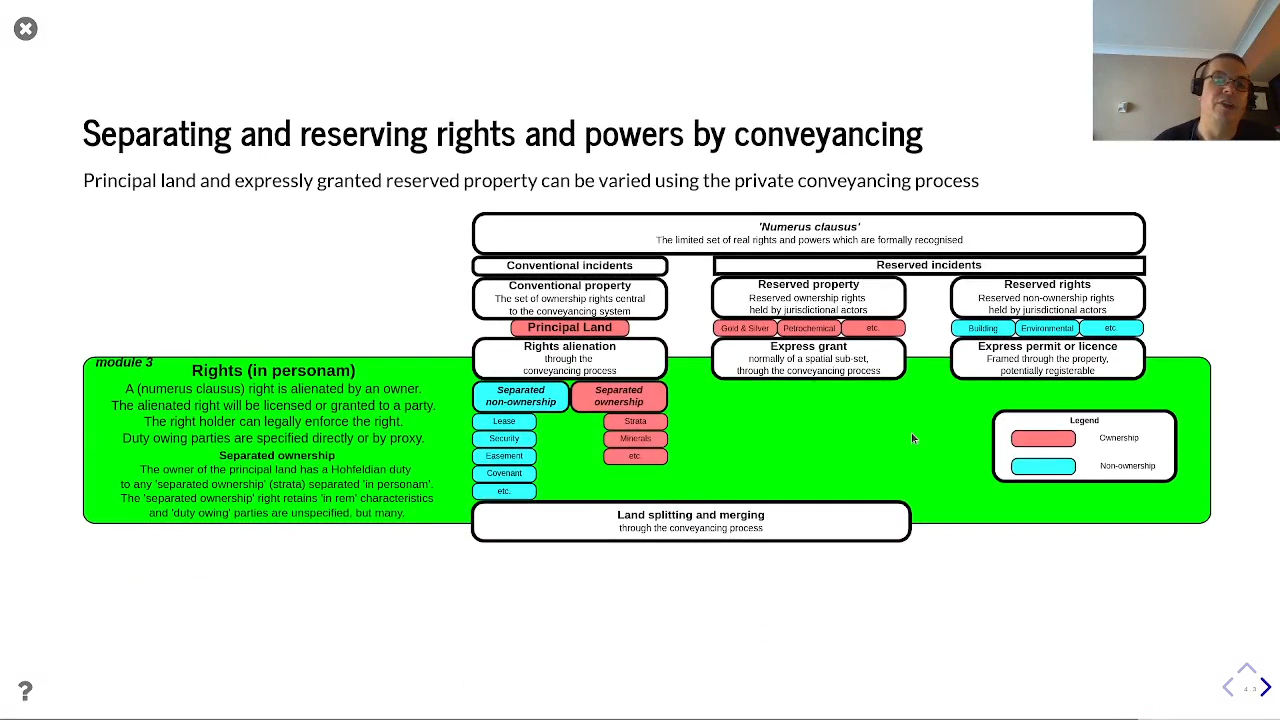 Separating and reserving rights and powers by conveyancing
Principal land and expressly granted reserved property can be varied using the private conveyancing process
'Numerus clausus'
The limited set of real rights and powers which are formally recognised
Conventional incidents
Reserved incidents
Conventional property
The set of ownership rights central
to the conveyancing system
Principal Land
Reserved property
Reserved ownership rights
held by jurisdictional actors
Gold & Silver
Petrochemical
etc.
Reserved rights
Reserved non-ownership rights
held by jurisdictional actors
Building
Environmental
etc.
Rights alienation
through the
conveyancing process
Express grant
normally of a spatial sub-set,
through the conveyancing process
Express permit or licence
Framed through the property,
potentially registerable
module 3
Rights (in personam)
A (numerus clausus) right is alienated by an owner.
The alienated right will be licensed or granted to a party.
The right holder can legally enforce the right.
Duty owing parties are specified directly or by proxy.
Separated ownership
The owner of the principal land has a Hohfeldian duty
to any 'separated ownership' (strata) separated 'in personam'.
The 'separated ownership' right retains 'in rem' characteristics
and 'duty owing' parties are unspecified, but many.
Separated
non-ownership
Lease
Security
Easement
Covenant
etc.
Separated
ownership
Strata
Minerals
etc.
Legend
Ownership
Non-ownership
Land splitting and merging
through the conveyancing process
?
4.3